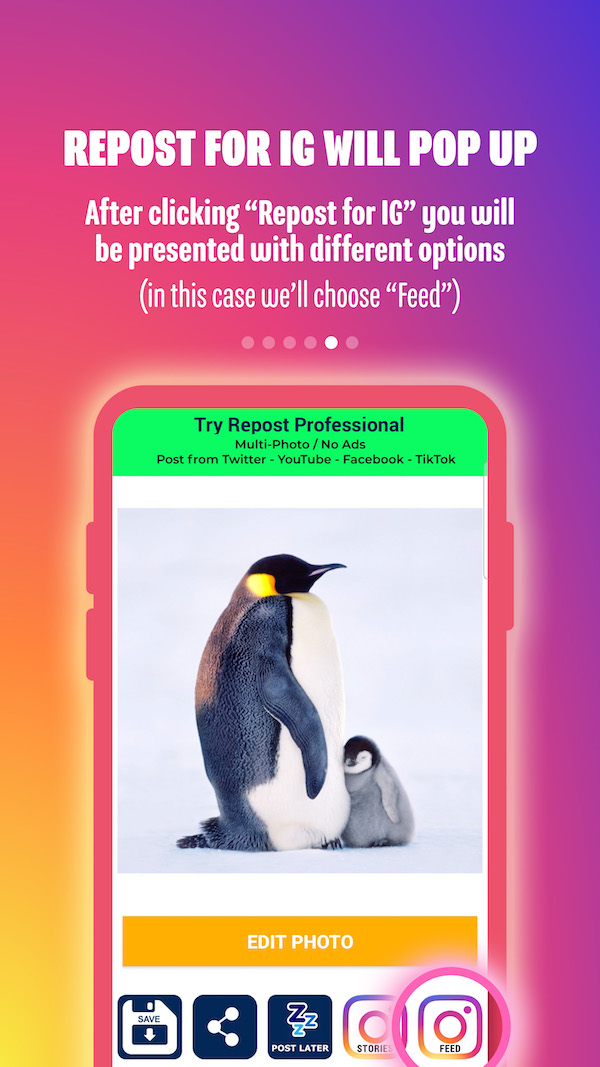 REPOST FOR IG WILL POP UP
After clicking “Repost for IG” you will
be presented with different options
(in this case we’ll choose “Feed”)
Try Repost Professional
Multi-Photo / No Ads
Post from Twitter - YouTube - Facebook - TikTok
EDIT PHOTO
SAVE
Zzz
POST LATER
STORIES
FEED